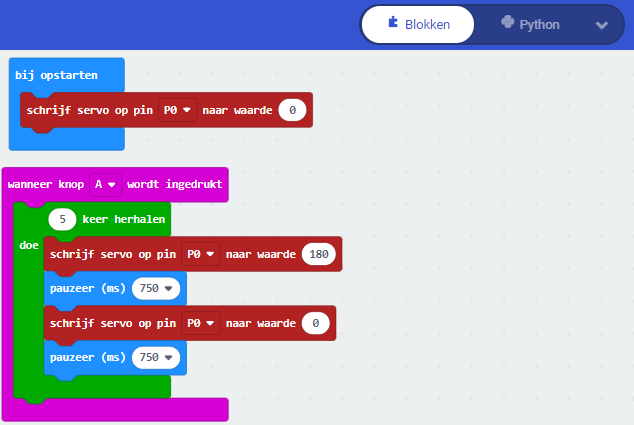 Blokken Python
bij opstarten
schrijf servo op pin P0 naar waarde 0
wanneer knop A wordt ingedrukt
5 keer herhalen
doe
schrijf servo op pin P0 naar waarde 180
pauzeer (ms) 750
schrijf servo op pin P0 naar waarde 0
pauzeer (ms) 750